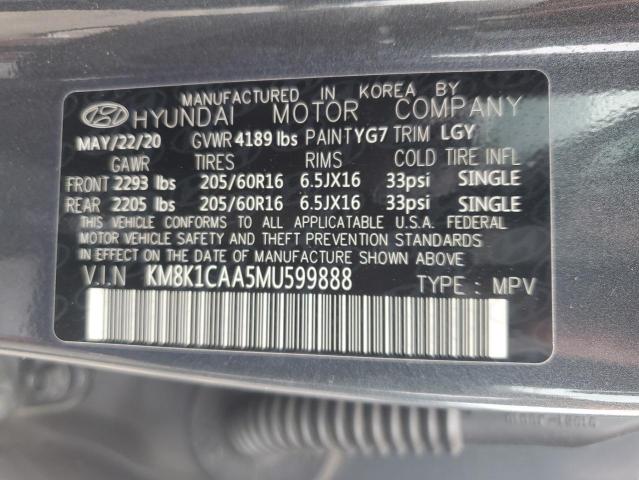 MANUFACTURED IN KOREA BY
HYUNDAI MOTOR COMPANY
MAY/22/20 GVWR 4189 lbs PAINT YG7 TRIM LGY
GAWR TIRES RIMS COLD TIRE INFL
FRONT 2293 lbs 205/60R16 6.5JX16 33psi SINGLE
REAR 2205 lbs 205/60R16 6.5JX16 33psi SINGLE
THIS VEHICLE CONFORMS TO ALL APPLICATABLE U.S.A. FEDERAL
MOTOR VEHICLE SAFETY AND THEFT PREVENTION STANDARDS
IN EFFECT ON THE DATE OF MANUFACTURE SHOWN ABOVE
V.I.N KM8K1CAA5MU599888 TYPE : MPV